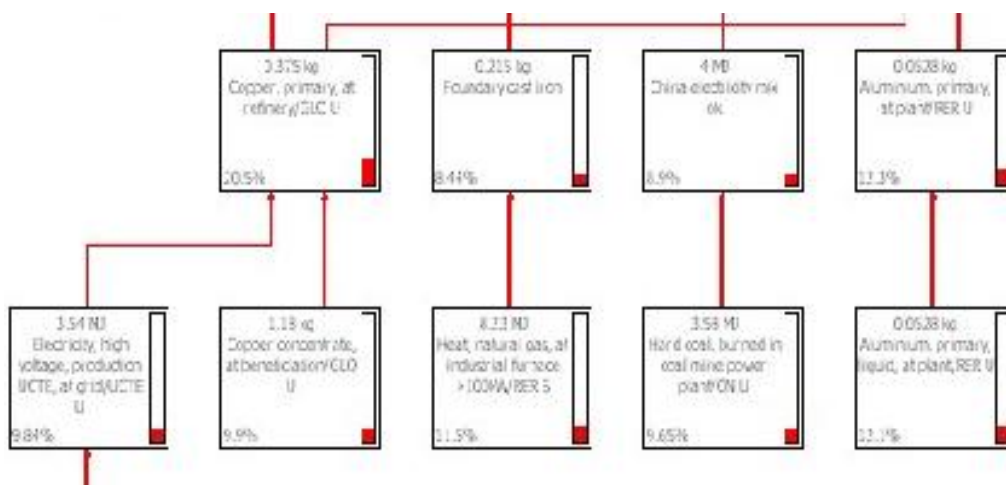 0.375 kg
Copper, primary, at
refinery/GLO U
20.5%
0.215 kg
Foundary cast iron
8.44%
4 MJ
China electricity mix
ok
8.9%
0.0528 kg
Aluminium, primary,
at plant/RER U
3.54 MJ
Electricity, high
voltage, production
UCTE, at grid/UCTE
U
9.84%
1.18 kg
Copper concentrate,
at beneficiation/GLO
U
9.9%
MJ
Heat, natural gas, at
industrial furnace
>100kW/RER S
11.5%
3.58 MJ
Hard coal, burned in
coal mine power
plant/CN U
9.65%
0.0528 kg
Aluminium, primary,
liquid, at plant/RER U